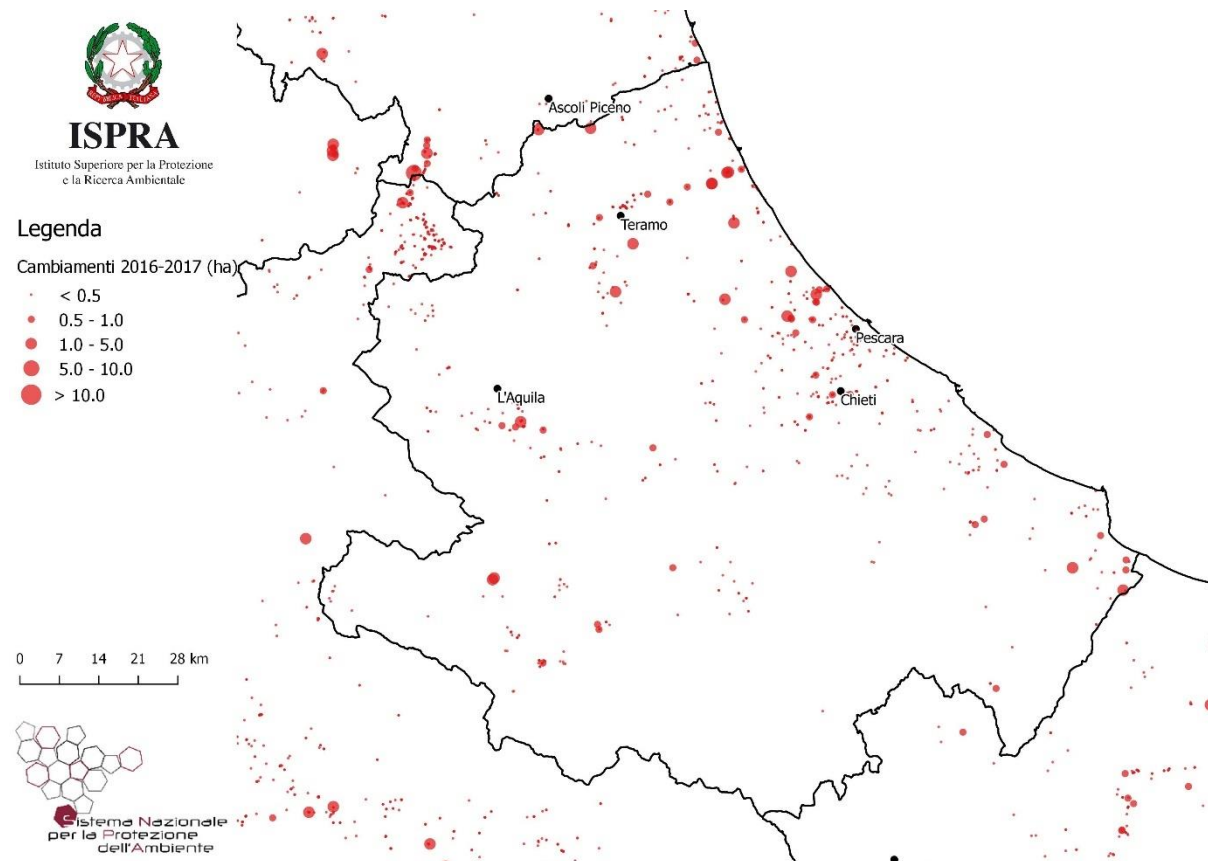 REPVBBLICA ITALIANA
ISPRA
Istituto Superiore per la Protezione
e la Ricerca Ambientale
Legenda
Cambiamenti 2016-2017 (ha)
< 0.5
0.5 - 1.0
1.0 - 5.0
5.0 - 10.0
> 10.0
0 7 14 21 28 km
Sistema Nazionale
per la Protezione
dell'Ambiente
Ascoli Piceno
Teramo
Pescara
L'Aquila
Chieti